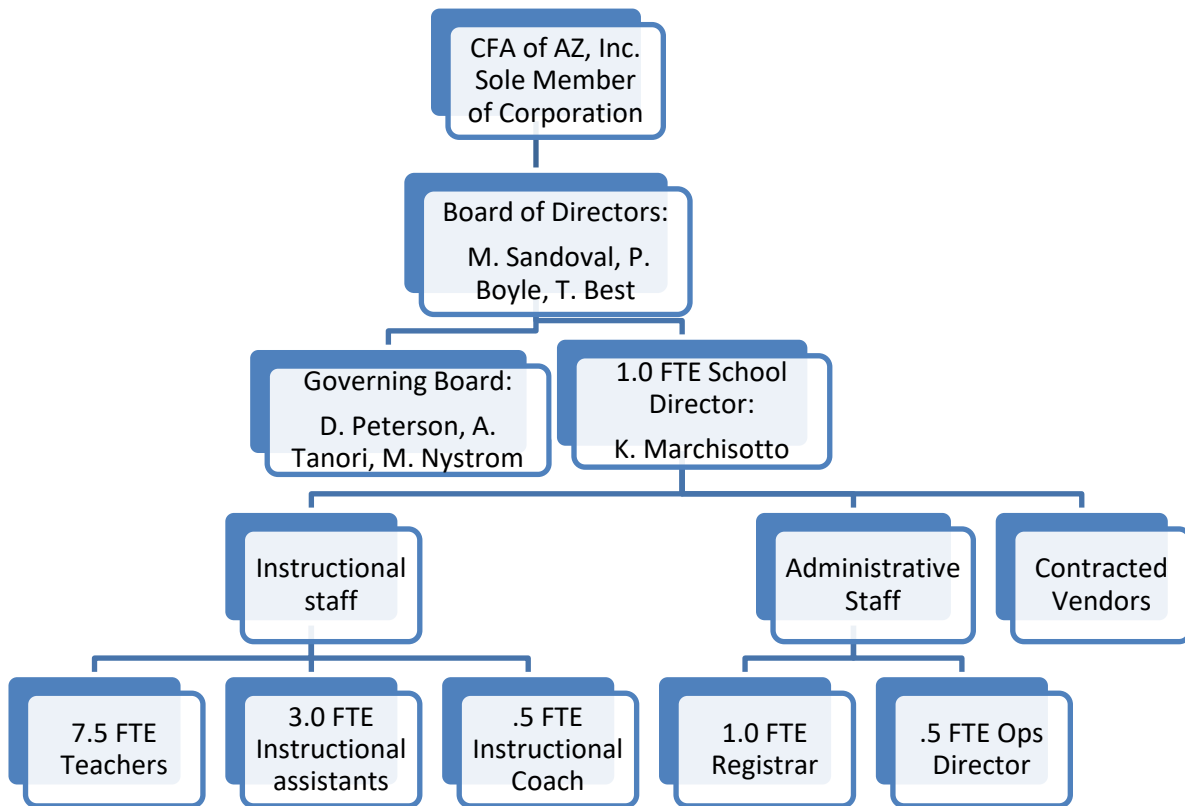 CFA of AZ, Inc.
Sole Member
of Corporation
Board of Directors:
M. Sandoval, P.
Boyle, T. Best
Governing Board:
D. Peterson, A.
Tanori, M. Nystrom
1.0 FTE School
Director:
K. Marchisotto
Instructional
staff
Administrative
Staff
Contracted
Vendors
7.5 FTE
Teachers
3.0 FTE
Instructional
assistants
.5 FTE
Instructional
Coach
1.0 FTE
Registrar
.5 FTE Ops
Director